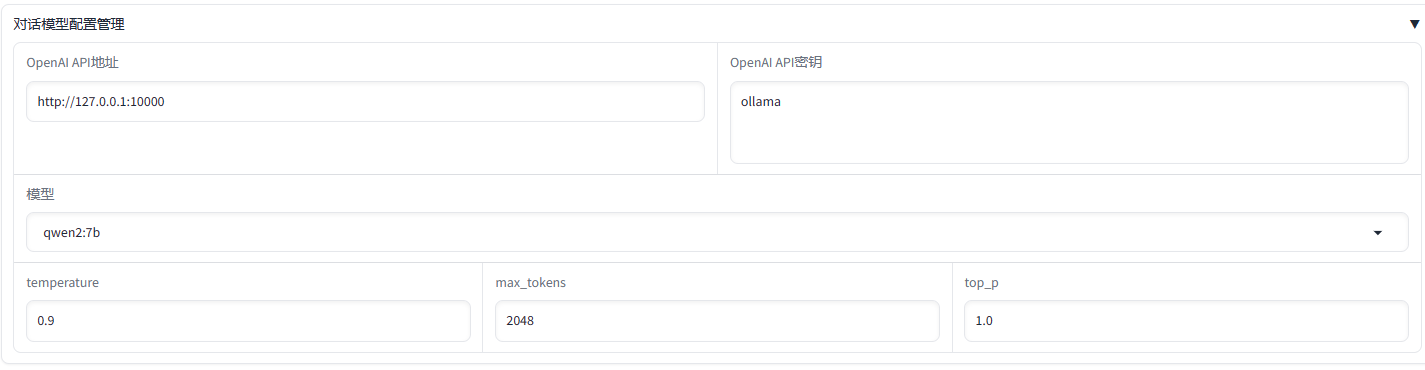 对话模型配置管理
OpenAI API地址
OpenAI API密钥
http://127.0.0.1:10000
ollama
模型
qwen2:7b
temperature
max_tokens
top_p
0.9
2048
1.0